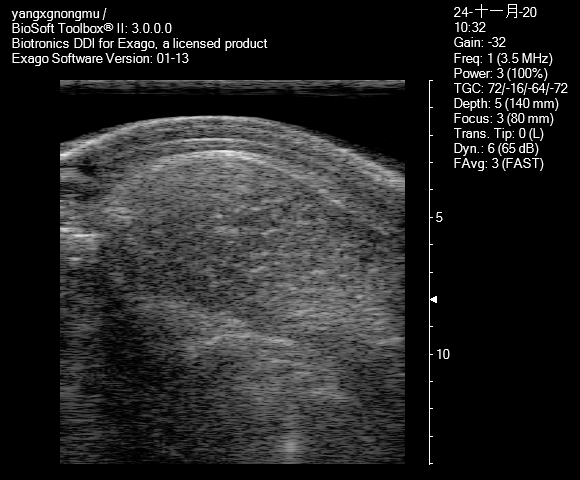 yangxgnongmu /
BioSoft Toolbox® II: 3.0.0.0
Biotronics DDI for Exago, a licensed product
Exago Software Version: 01-13
24-十一月-20
10:32
Gain: -32
Freq: 1 (3.5 MHz)
Power: 3 (100%)
TGC: 72/-16/-64/-72
Depth: 5 (140 mm)
Focus: 3 (80 mm)
Trans. Tip: 0 (L)
Dyn.: 6 (65 dB)
FAvg: 3 (FAST)
5
10